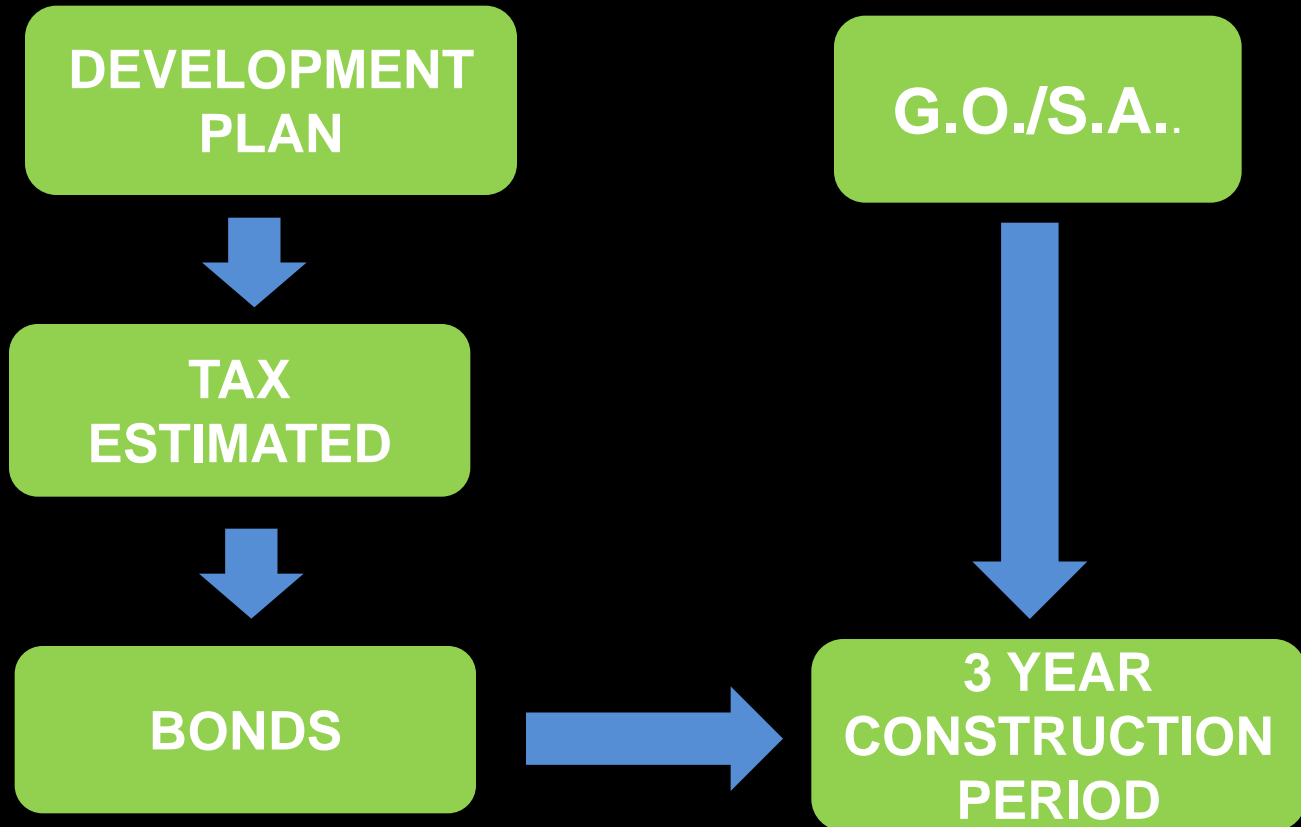 DEVELOPMENT
PLAN
G.O./S.A..
TAX
ESTIMATED
BONDS
3 YEAR
CONSTRUCTION
PERIOD